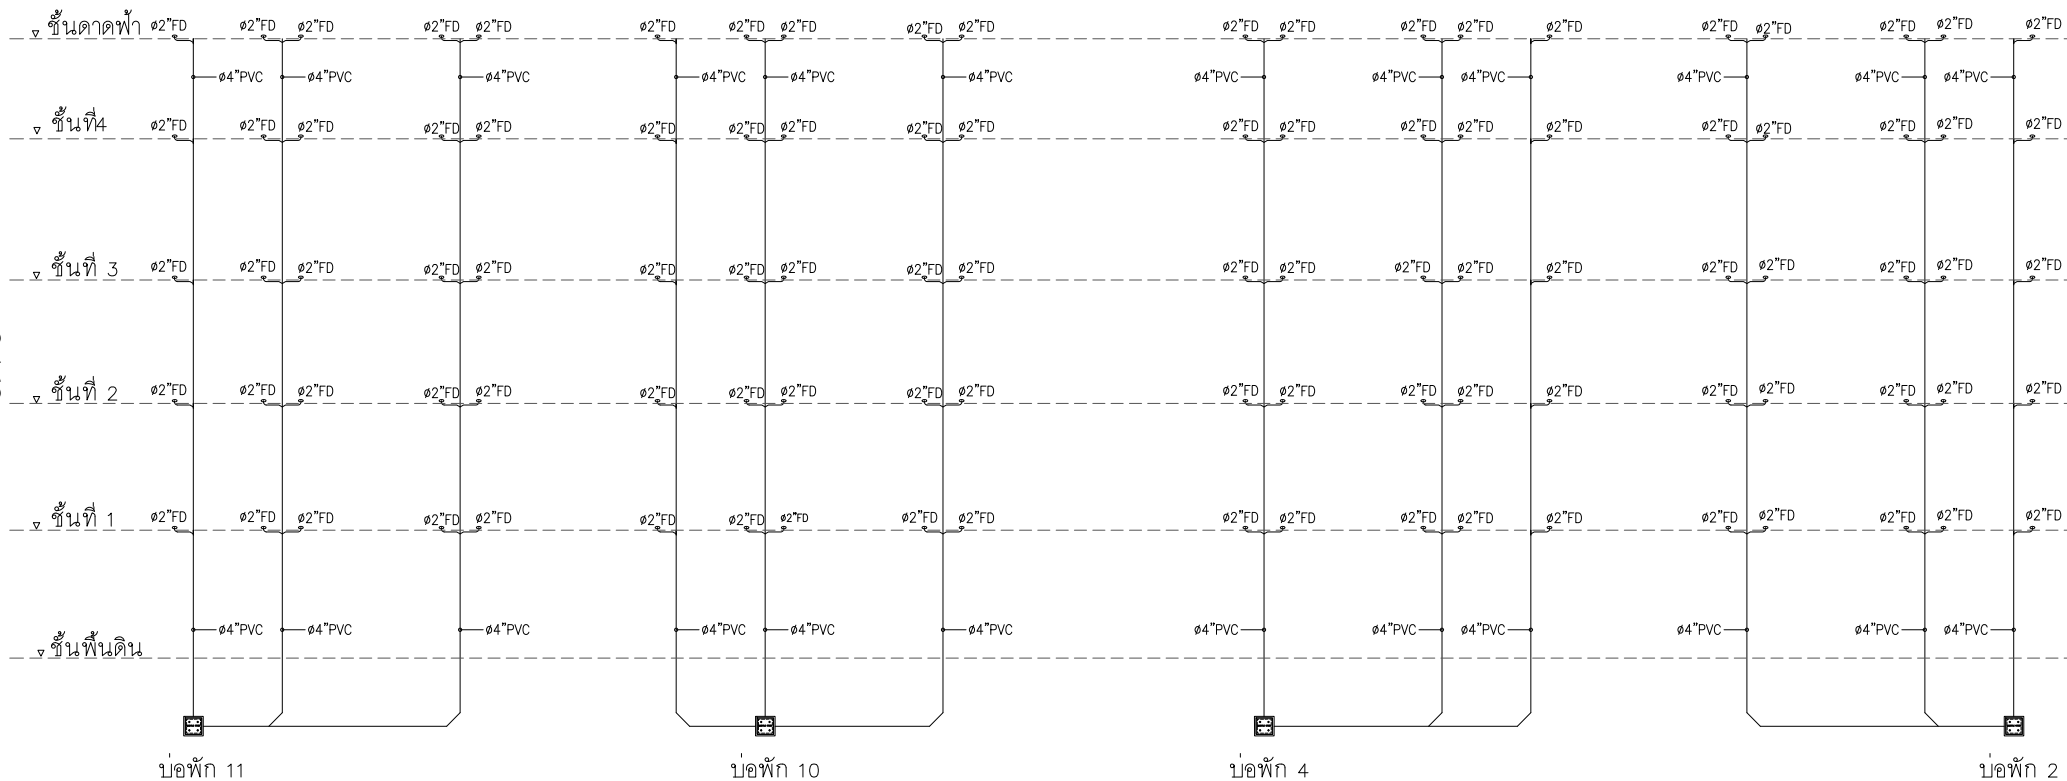 ชั้นดาดฟ้า ø2"FD ø2"FD ø2"FD ø2"FD ø2"FD ø2"FD ø2"FD ø2"FD ø2"FD ø2"FD ø2"FD ø2"FD ø2"FD ø2"FD ø2"FD ø2"FD ø2"FD ø2"FD ø2"FD ø2"FD
ø4"PVC ø4"PVC ø4"PVC ø4"PVC ø4"PVC ø4"PVC ø4"PVC ø4"PVC ø4"PVC ø4"PVC ø4"PVC ø4"PVC
ชั้นที่4 ø2"FD ø2"FD ø2"FD ø2"FD ø2"FD ø2"FD ø2"FD ø2"FD ø2"FD ø2"FD ø2"FD ø2"FD ø2"FD ø2"FD ø2"FD ø2"FD ø2"FD ø2"FD ø2"FD ø2"FD
ชั้นที่ 3 ø2"FD ø2"FD ø2"FD ø2"FD ø2"FD ø2"FD ø2"FD ø2"FD ø2"FD ø2"FD ø2"FD ø2"FD ø2"FD ø2"FD ø2"FD ø2"FD ø2"FD ø2"FD ø2"FD ø2"FD
ชั้นที่ 2 ø2"FD ø2"FD ø2"FD ø2"FD ø2"FD ø2"FD ø2"FD ø2"FD ø2"FD ø2"FD ø2"FD ø2"FD ø2"FD ø2"FD ø2"FD ø2"FD ø2"FD ø2"FD ø2"FD ø2"FD
ชั้นที่ 1 ø2"FD ø2"FD ø2"FD ø2"FD ø2"FD ø2"FD ø2"FD ø2"FD ø2"FD ø2"FD ø2"FD ø2"FD ø2"FD ø2"FD ø2"FD ø2"FD ø2"FD ø2"FD ø2"FD ø2"FD
ø4"PVC ø4"PVC ø4"PVC ø4"PVC ø4"PVC ø4"PVC ø4"PVC ø4"PVC ø4"PVC ø4"PVC ø4"PVC ø4"PVC
ชั้นพื้นดิน
บ่อพัก 11 บ่อพัก 10 บ่อพัก 4 บ่อพัก 2